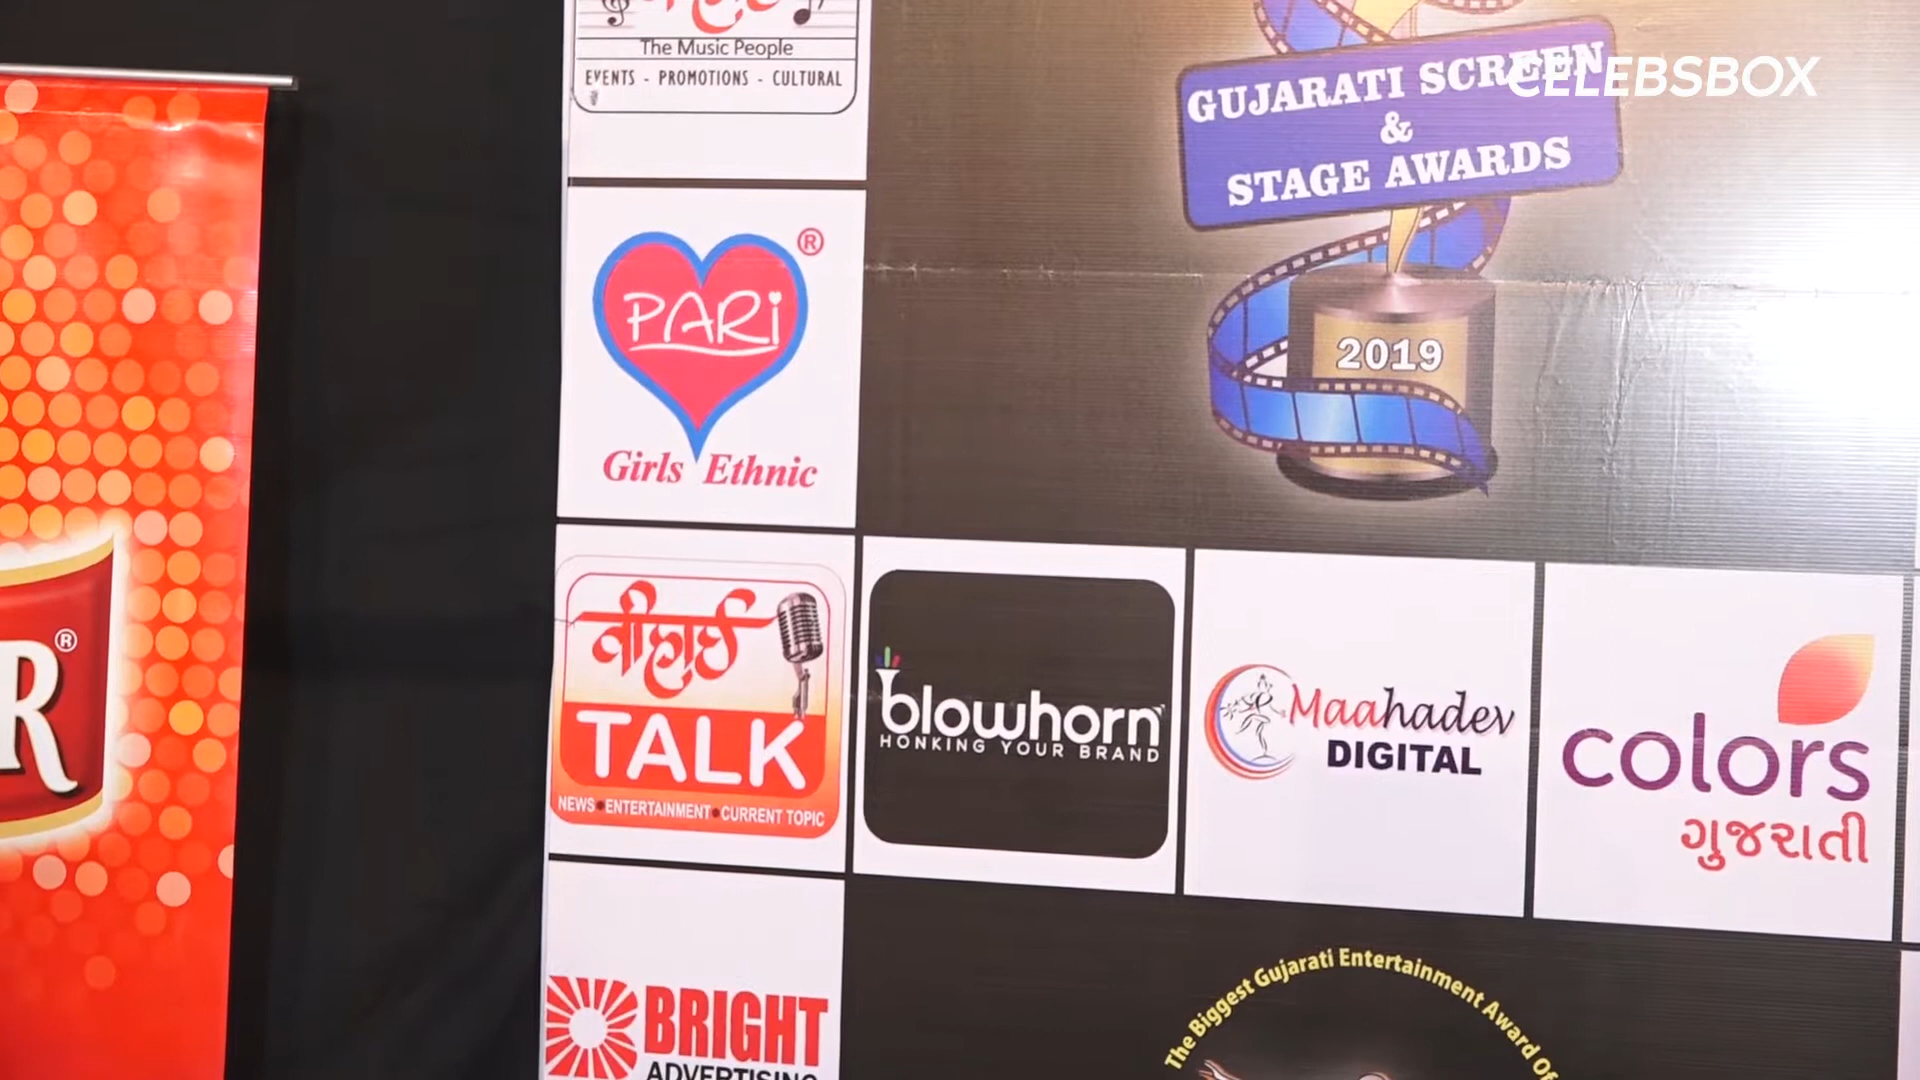 The Music People
EVENTS - PROMOTIONS - CULTURAL
GUJARATI SCREEN
&
STAGE AWARDS
2019
CELEBSBOX
PARi
®
Girls Ethnic
R®
वीहाई
TALK
NEWS • ENTERTAINMENT • CURRENT TOPIC
blowhorn
HONKING YOUR BRAND
Maahadev
DIGITAL
colors
ગુજરાતી
BRIGHT
ADVERTISING
The Biggest Gujarati Entertainment Award Of